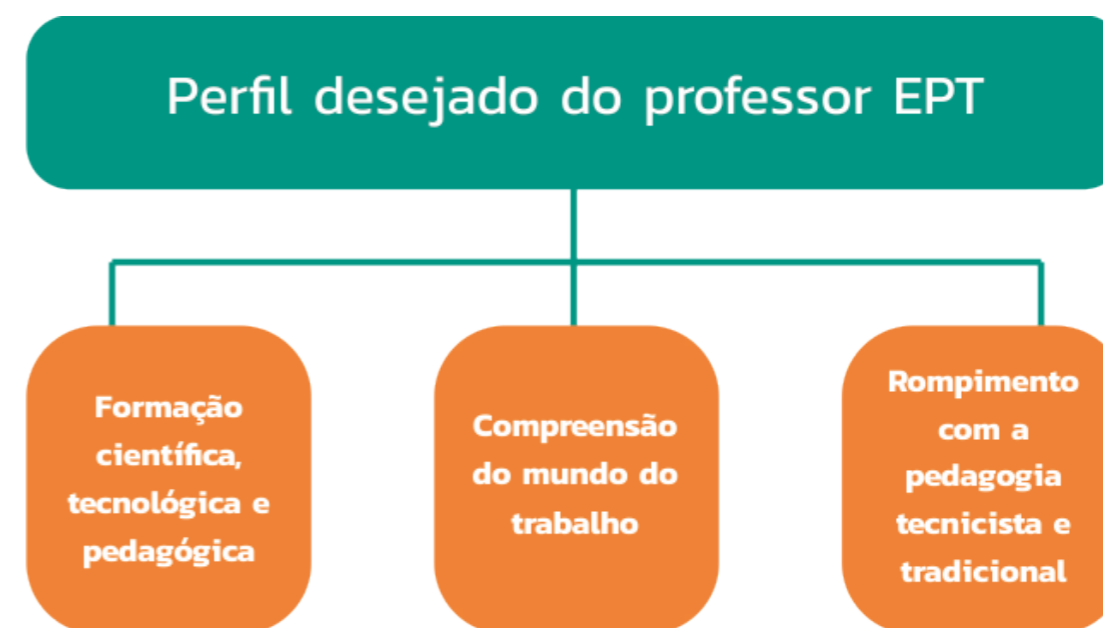 Perfil desejado do professor EPT
Formação
científica,
tecnológica e
pedagógica
Compreensão
do mundo do
trabalho
Rompimento
com a
pedagogia
tecnicista e
tradicional